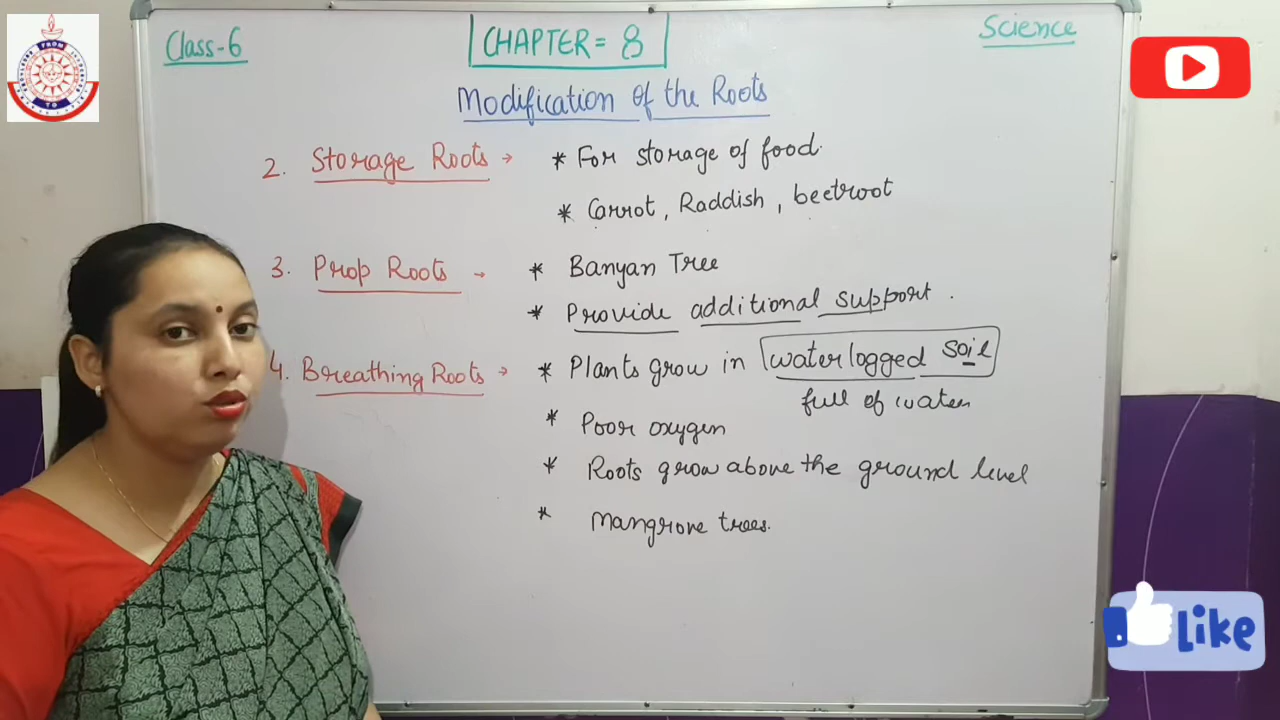 Class-6
CHAPTER = 8
Science
Modification of the Roots
2. Storage Roots → * For storage of food.
* Carrot, Raddish, beetroot
3. Prop Roots → * Banyan Tree
* Provide additional support.
4. Breathing Roots → * Plants grow in waterlogged soil
full of water
* Poor oxygen
* Roots grow above the ground level
* Mangrove trees.
Like